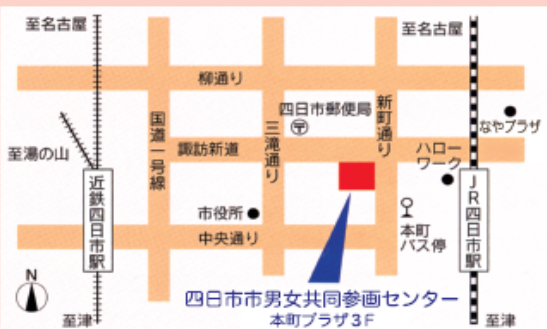 至名古屋
至名古屋
柳通り
四日市郵便局
〒
新町通り
なやプラザ
国道一号線
三滝通り
諏訪新道
ハロー
ワーク
至湯の山
近鉄四日市駅
JR四日市駅
市役所
中央通り
本町
バス停
N
四日市市男女共同参画センター
本町プラザ3F
至津
至津